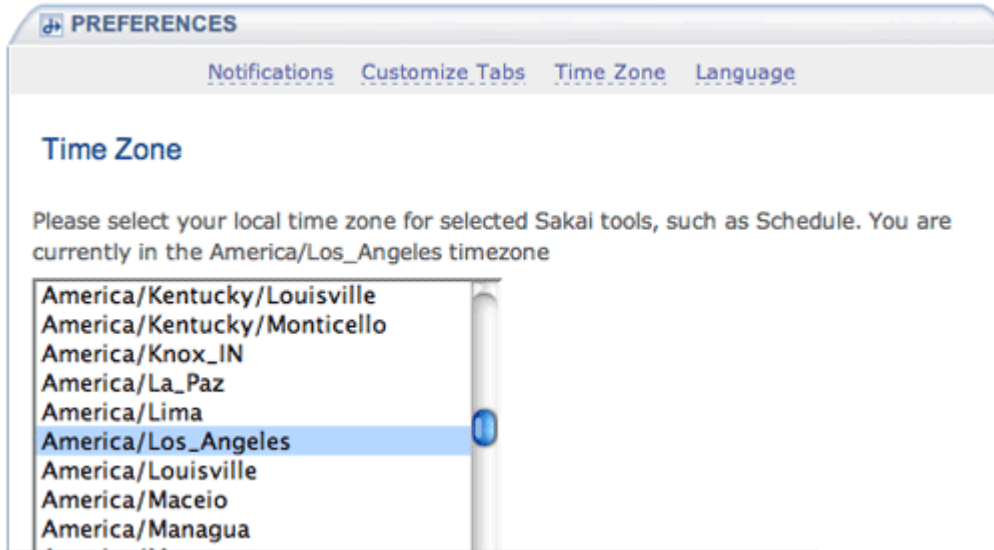 PREFERENCES
Notifications Customize Tabs Time Zone Language
Time Zone
Please select your local time zone for selected Sakai tools, such as Schedule. You are
currently in the America/Los_Angeles timezone
America/Kentucky/Louisville
America/Kentucky/Monticello
America/Knox_IN
America/La_Paz
America/Lima
America/Los_Angeles
America/Louisville
America/Maceio
America/Managua